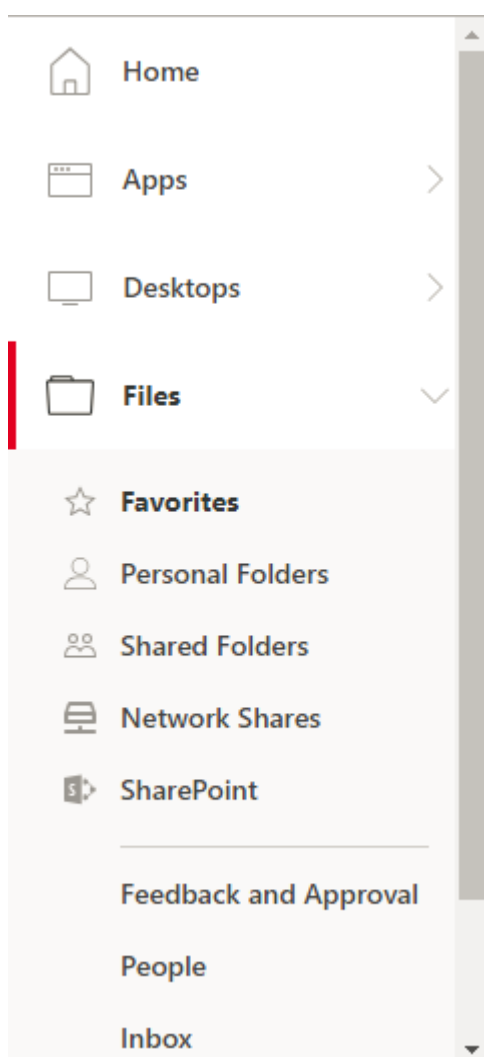 Home
Apps
Desktops
Files
Favorites
Personal Folders
Shared Folders
Network Shares
SharePoint
Feedback and Approval
People
Inbox